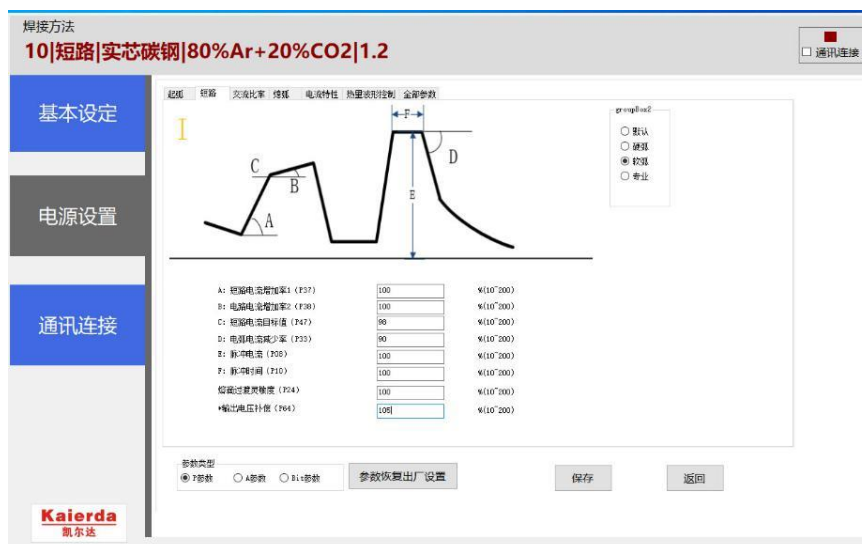 焊接方法
10|短路|实芯碳钢|80%Ar+20%CO2|1.2
通讯连接
基本设定
电源设置
通讯连接
起弧 短路 交流比率 熄弧 电流特性 热量波形控制 全部参数
I
F
D
C
B
E
A
groupBox2
默认
硬弧
软弧
专业
A: 短路电流增加率1 (P37) 100 %(10~200)
B: 电路电流增加率2 (P38) 100 %(10~200)
C: 短路电流目标值 (P47) 98 %(10~200)
D: 电弧电流减少率 (P33) 90 %(10~200)
E: 脉冲电流 (P08) 100 %(10~200)
F: 脉冲时间 (P10) 100 %(10~200)
熔滴过渡灵敏度 (P24) 100 %(10~200)
*输出电压补偿 (P64) 105 %(10~200)
参数类型
P参数 A参数 Bit参数
参数恢复出厂设置
保存
返回
Kaierda
凯尔达